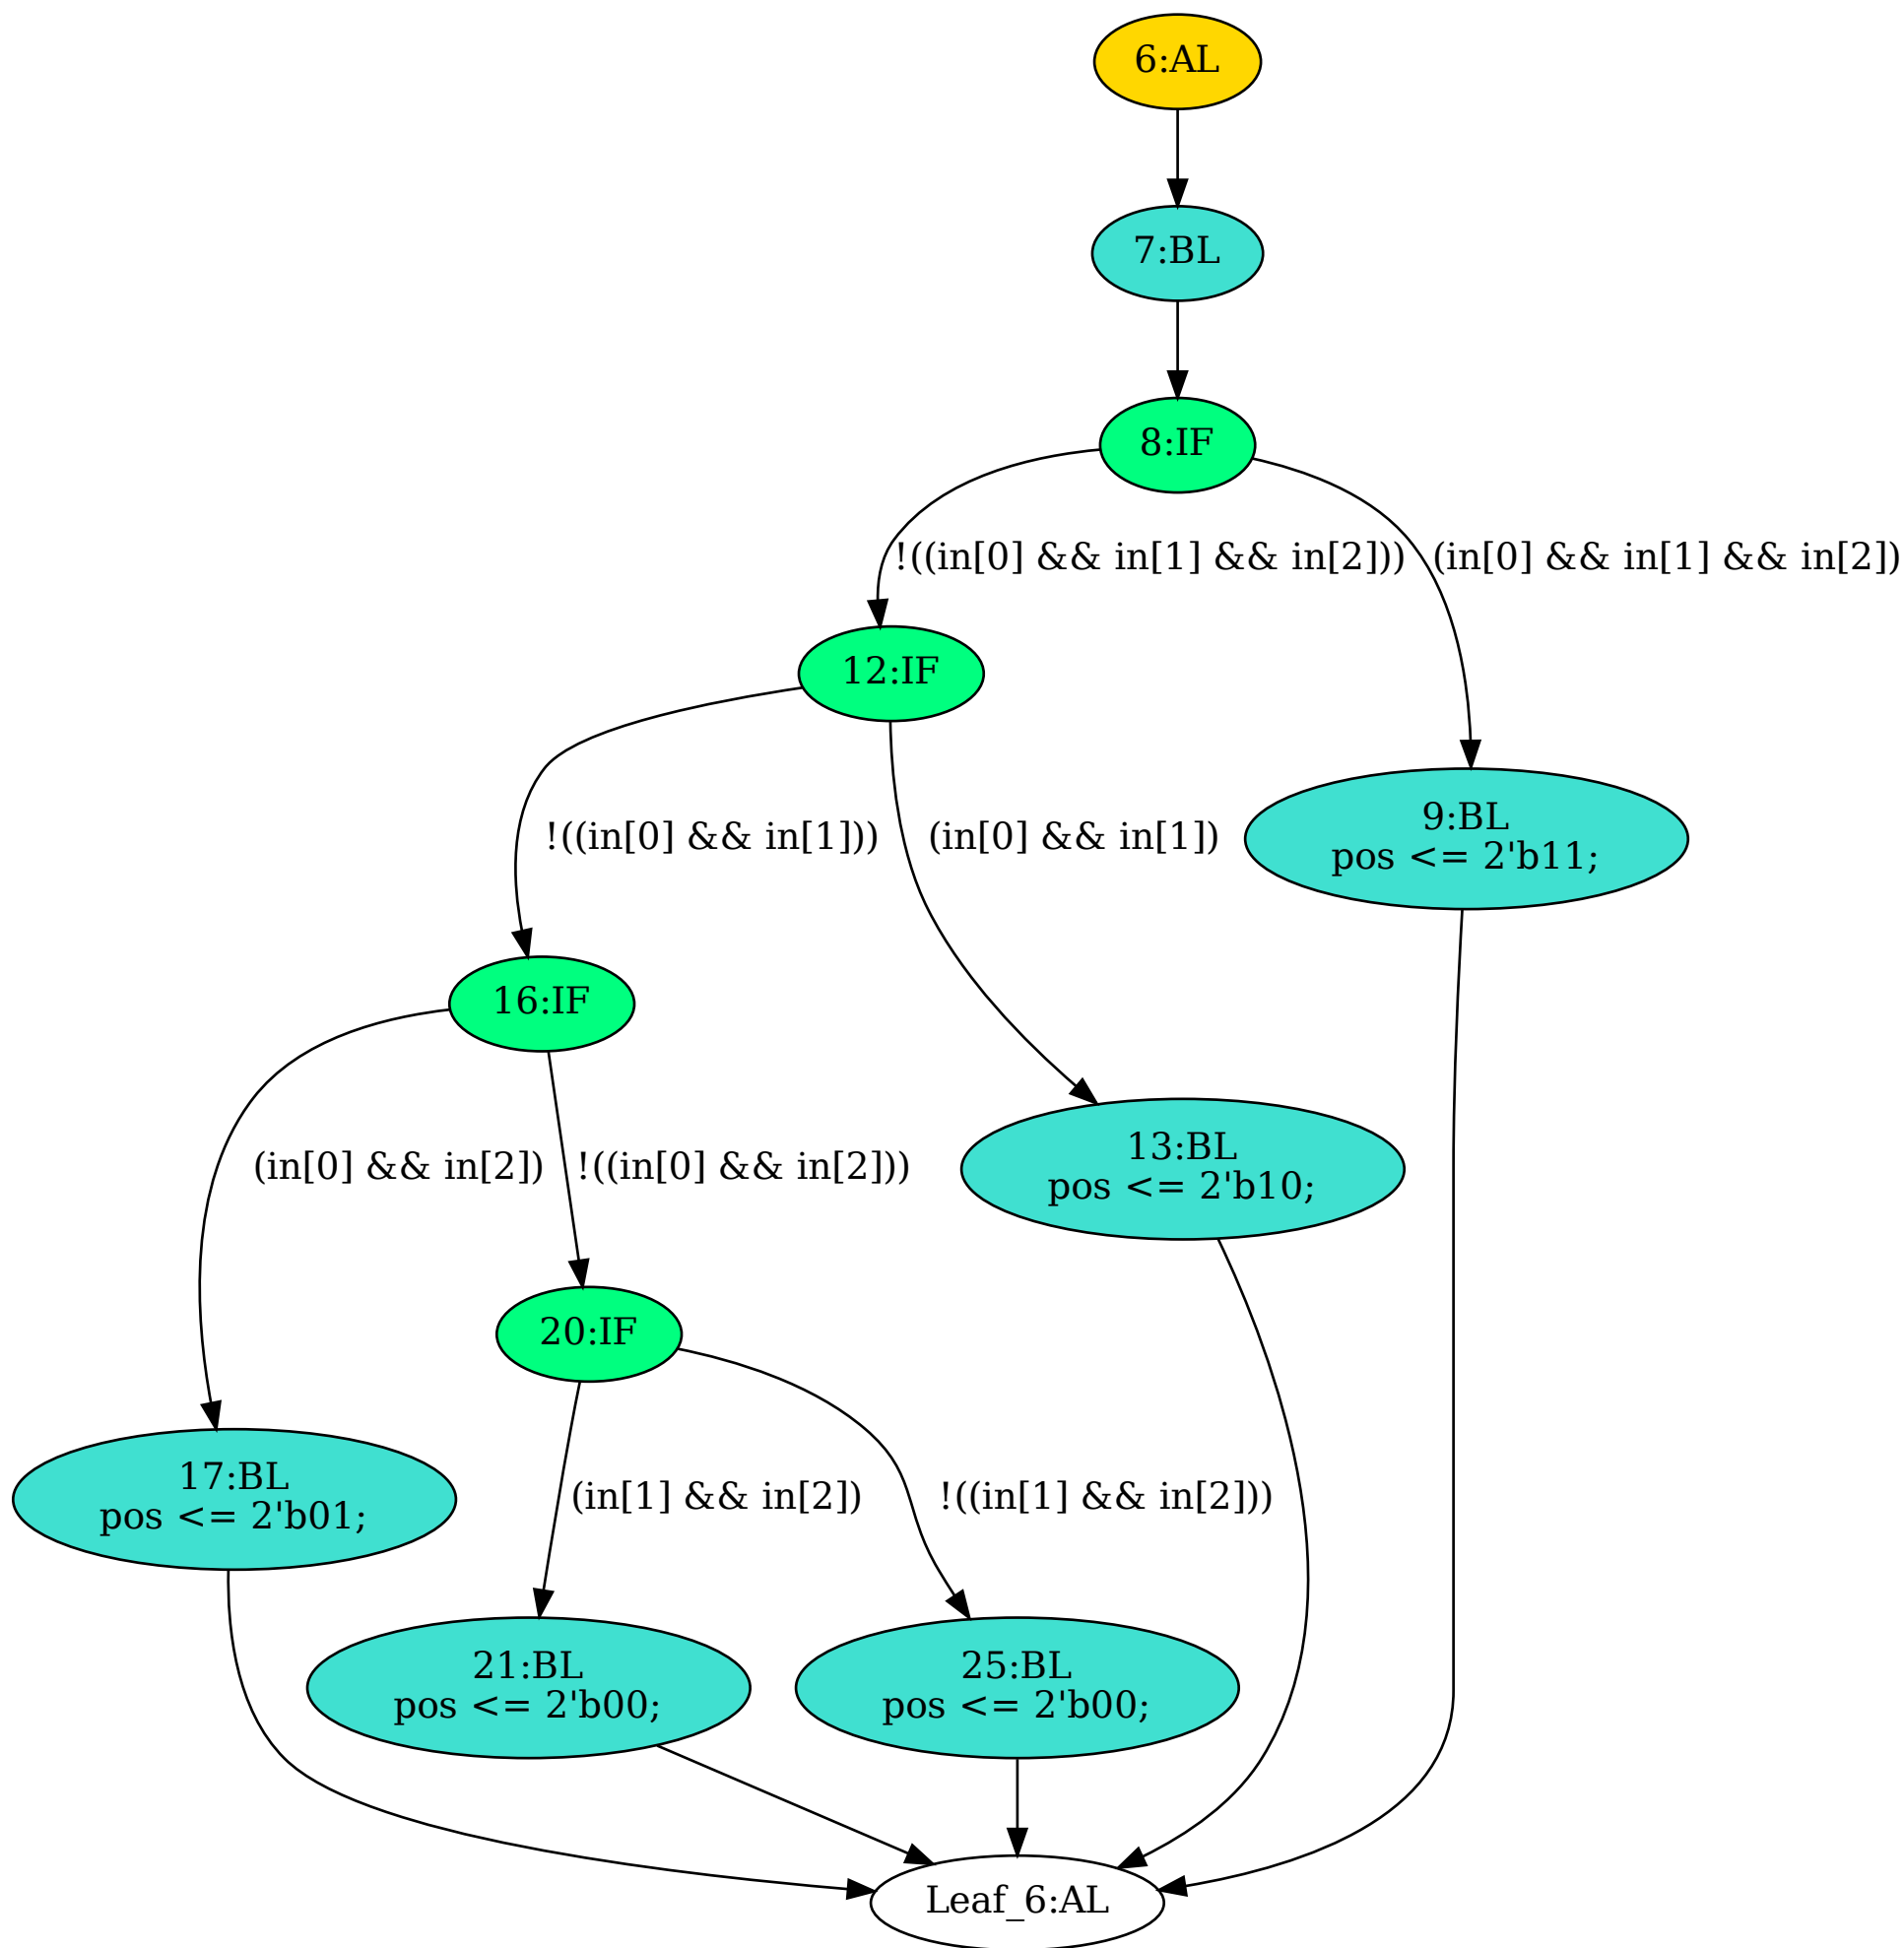 6:AL
7:BL
8:IF
!((in[0] && in[1] && in[2]))
(in[0] && in[1] && in[2])
12:IF
9:BL
pos <= 2'b11;
!((in[0] && in[1]))
(in[0] && in[1])
16:IF
13:BL
pos <= 2'b10;
(in[0] && in[2])
!((in[0] && in[2]))
20:IF
17:BL
pos <= 2'b01;
(in[1] && in[2])
!((in[1] && in[2]))
21:BL
pos <= 2'b00;
25:BL
pos <= 2'b00;
Leaf_6:AL